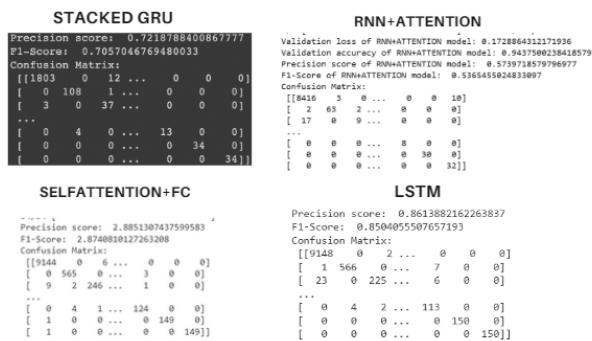 STACKED GRU
Precision score: 0.7218788400867777
F1-Score: 0.7057046769480033
Confusion Matrix:
[[1803 0 12 ... 0 0 0]
[ 0 108 1 ... 0 0 0]
[ 3 0 37 ... 0 0 0]
...
[ 0 4 0 ... 13 0 0]
[ 0 0 0 ... 0 34 0]
[ 0 0 0 ... 0 0 34]]
RNN+ATTENTION
Validation loss of RNN+ATTENTION model: 0.1728864312171936
Validation accuracy of RNN+ATTENTION model: 0.9437500238418579
Precision score of RNN+ATTENTION model: 0.5739718579796977
F1-Score of RNN+ATTENTION model: 0.5365455024833097
Confusion Matrix:
[[8416 3 0 ... 0 0 10]
[ 2 63 2 ... 0 0 0]
[ 17 0 9 ... 0 0 0]
...
[ 0 0 0 ... 8 0 0]
[ 0 0 0 ... 0 30 0]
[ 0 0 0 ... 0 0 32]]
SELFATTENTION+FC
Precision score: 2.8851307437599583
F1-Score: 2.8740810127263208
Confusion Matrix:
[[9144 0 6 ... 0 0 0]
[ 0 565 0 ... 3 0 0]
[ 9 2 246 ... 1 0 0]
...
[ 0 4 1 ... 124 0 0]
[ 1 0 0 ... 0 149 0]
[ 1 0 0 ... 0 0 149]]
LSTM
Precision score: 0.8613882162263837
F1-Score: 0.8504055507657193
Confusion Matrix:
[[9148 0 2 ... 0 0 0]
[ 1 566 0 ... 7 0 0]
[ 23 0 225 ... 6 0 0]
...
[ 0 4 2 ... 113 0 0]
[ 0 0 0 ... 0 150 0]
[ 0 0 0 ... 0 0 150]]